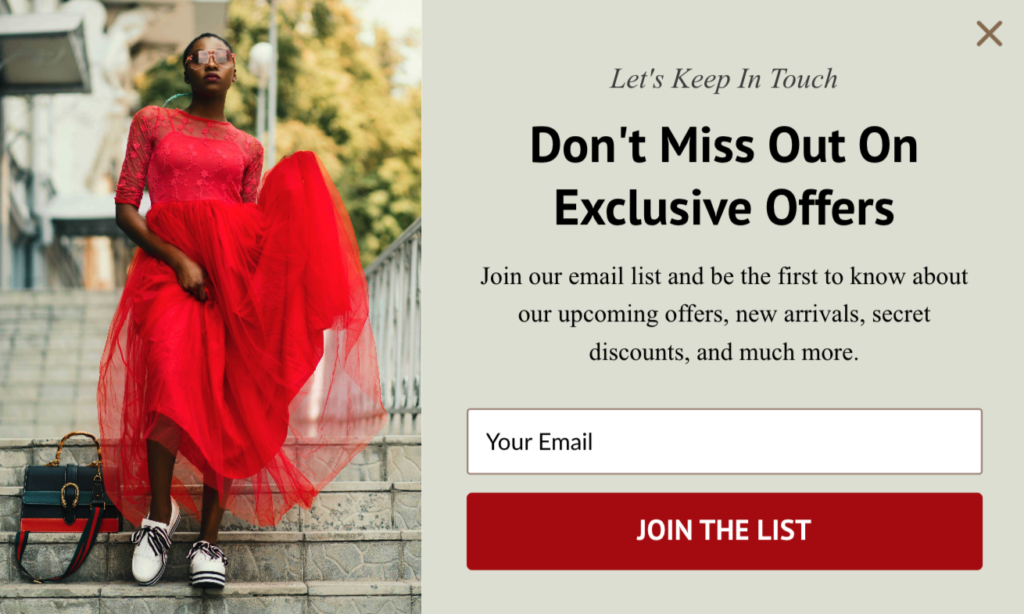 Let's Keep In Touch
Don't Miss Out On
Exclusive Offers
Join our email list and be the first to know about
our upcoming offers, new arrivals, secret
discounts, and much more.
Your Email
JOIN THE LIST